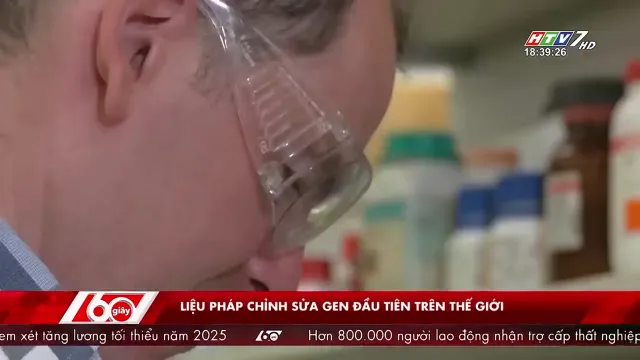 HTV7 HD
18:39:26
60 giây
LIỆU PHÁP CHỈNH SỬA GEN ĐẦU TIÊN TRÊN THẾ GIỚI
em xét tăng lương tối thiểu năm 2025 60 Hơn 800.000 người lao động nhận trợ cấp thất nghiệp